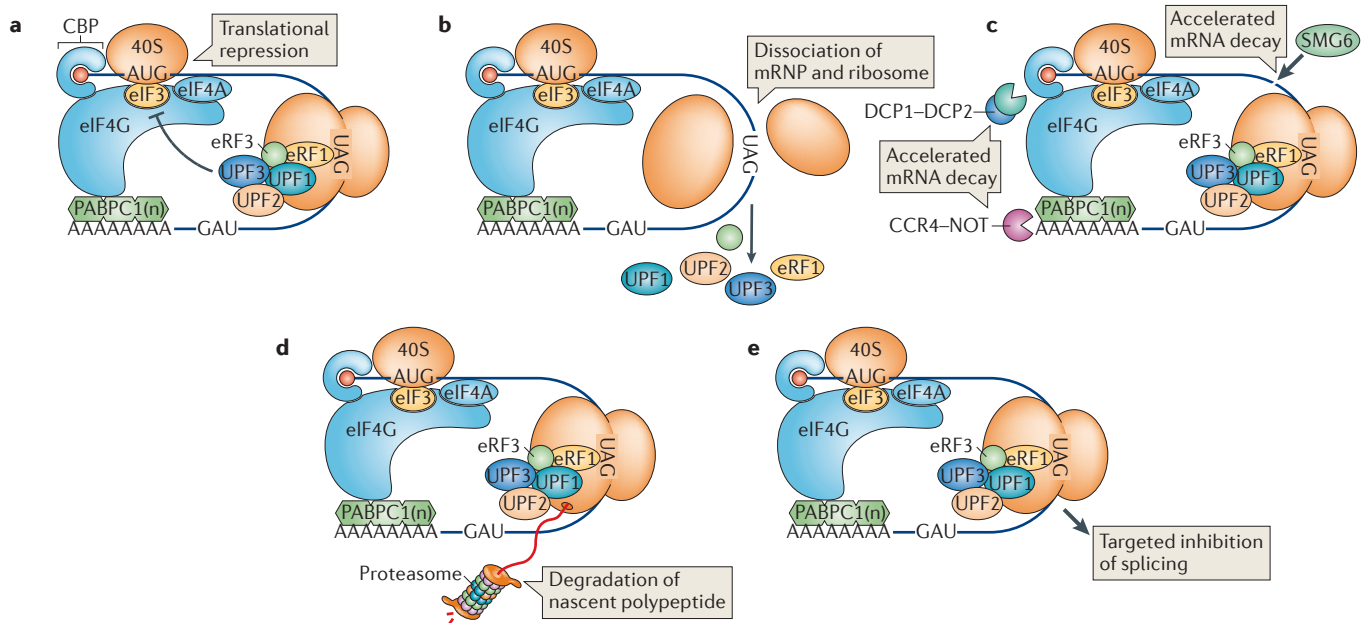 a
CBP
40S
Translational
repression
AUG
eIF3
eIF4A
eIF4G
eRF3
eRF1
UAG
UPF3
UPF1
UPF2
PABPC1(n)
AAAAAAAA
GAU
b
40S
Dissociation of
mRNP and ribosome
AUG
eIF3
eIF4A
eIF4G
UAG
PABPC1(n)
AAAAAAAA
GAU
UPF1
UPF2
UPF3
eRF1
c
40S
Accelerated
mRNA decay
SMG6
AUG
eIF3
eIF4A
DCP1–DCP2
eIF4G
eRF3
eRF1
UAG
Accelerated
mRNA decay
UPF3
UPF1
UPF2
PABPC1(n)
CCR4–NOT
AAAAAAAA
GAU
d
40S
AUG
eIF3
eIF4A
eIF4G
eRF3
eRF1
UAG
UPF3
UPF1
UPF2
PABPC1(n)
AAAAAAAA
GAU
Proteasome
Degradation of
nascent polypeptide
e
40S
AUG
eIF3
eIF4A
eIF4G
eRF3
eRF1
UAG
UPF3
UPF1
UPF2
PABPC1(n)
AAAAAAAA
GAU
Targeted inhibition
of splicing